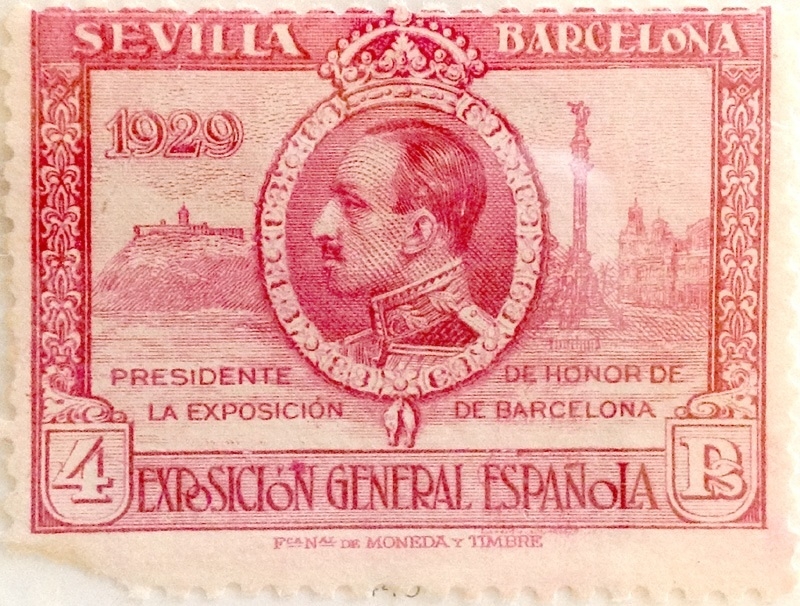 SEVILLA BARCELONA
1929
PRESIDENTE DE HONOR DE
LA EXPOSICIÓN DE BARCELONA
4 EXPOSICIÓN GENERAL ESPAÑOLA Ps
FCA NAL DE MONEDA Y TIMBRE